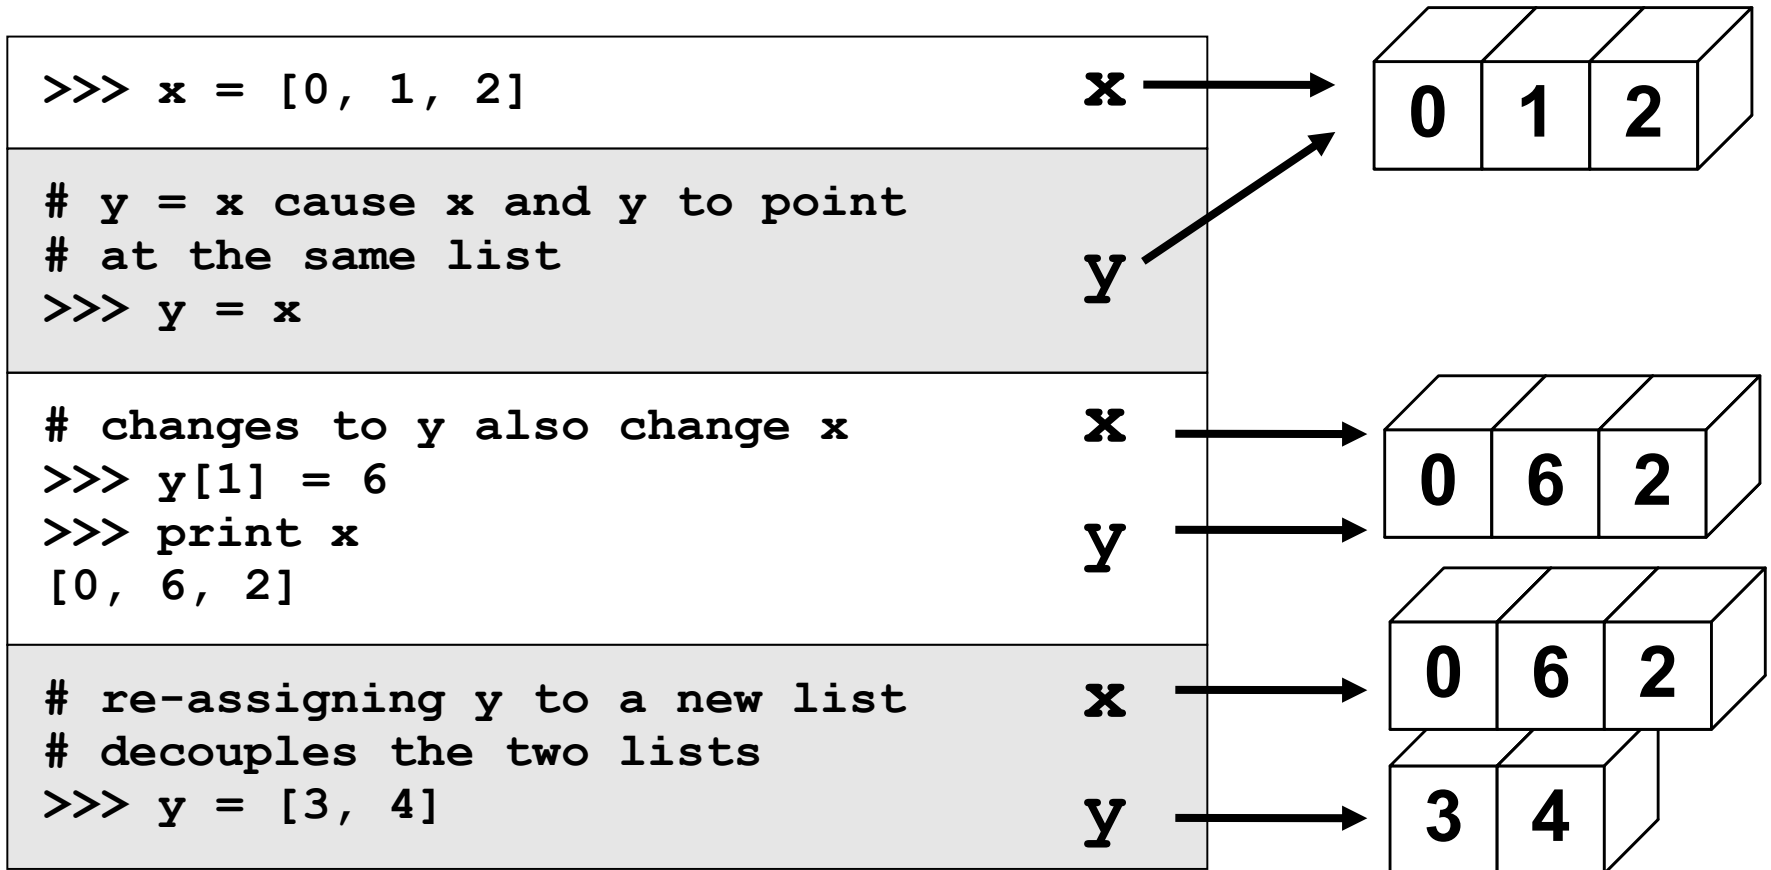 >>> x = [0, 1, 2]
x
0 1 2
# y = x cause x and y to point
# at the same list
>>> y = x
y
# changes to y also change x
>>> y[1] = 6
>>> print x
[0, 6, 2]
x
y
0 6 2
# re-assigning y to a new list
# decouples the two lists
>>> y = [3, 4]
x
0 6 2
y
3 4